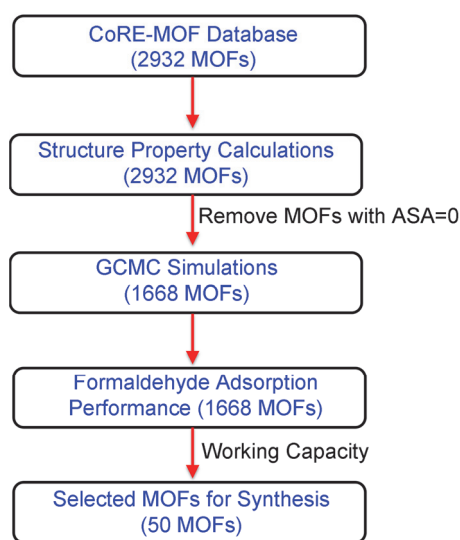 CoRE-MOF Database
(2932 MOFs)
Structure Property Calculations
(2932 MOFs)
Remove MOFs with ASA=0
GCMC Simulations
(1668 MOFs)
Formaldehyde Adsorption
Performance (1668 MOFs)
Working Capacity
Selected MOFs for Synthesis
(50 MOFs)